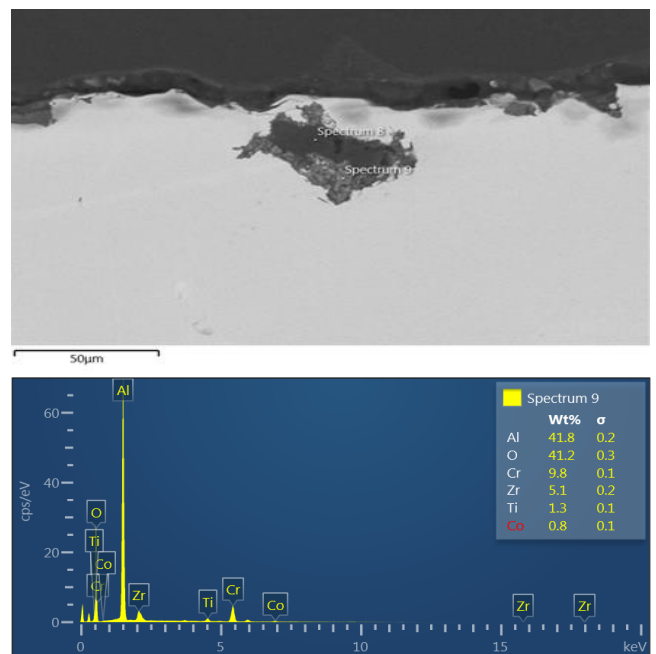 Spectrum 8
Spectrum 9
50μm
cps/eV
60
40
20
0
Al
O
Ti
Co
Cr
Zr
Ti
Cr
Co
Zr
Zr
0
5
10
15
keV
Spectrum 9
Wt% σ
Al 41.8 0.2
O 41.2 0.3
Cr 9.8 0.1
Zr 5.1 0.2
Ti 1.3 0.1
Co 0.8 0.1